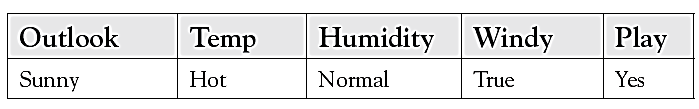 Outlook Temp Humidity Windy Play
Sunny Hot Normal True Yes